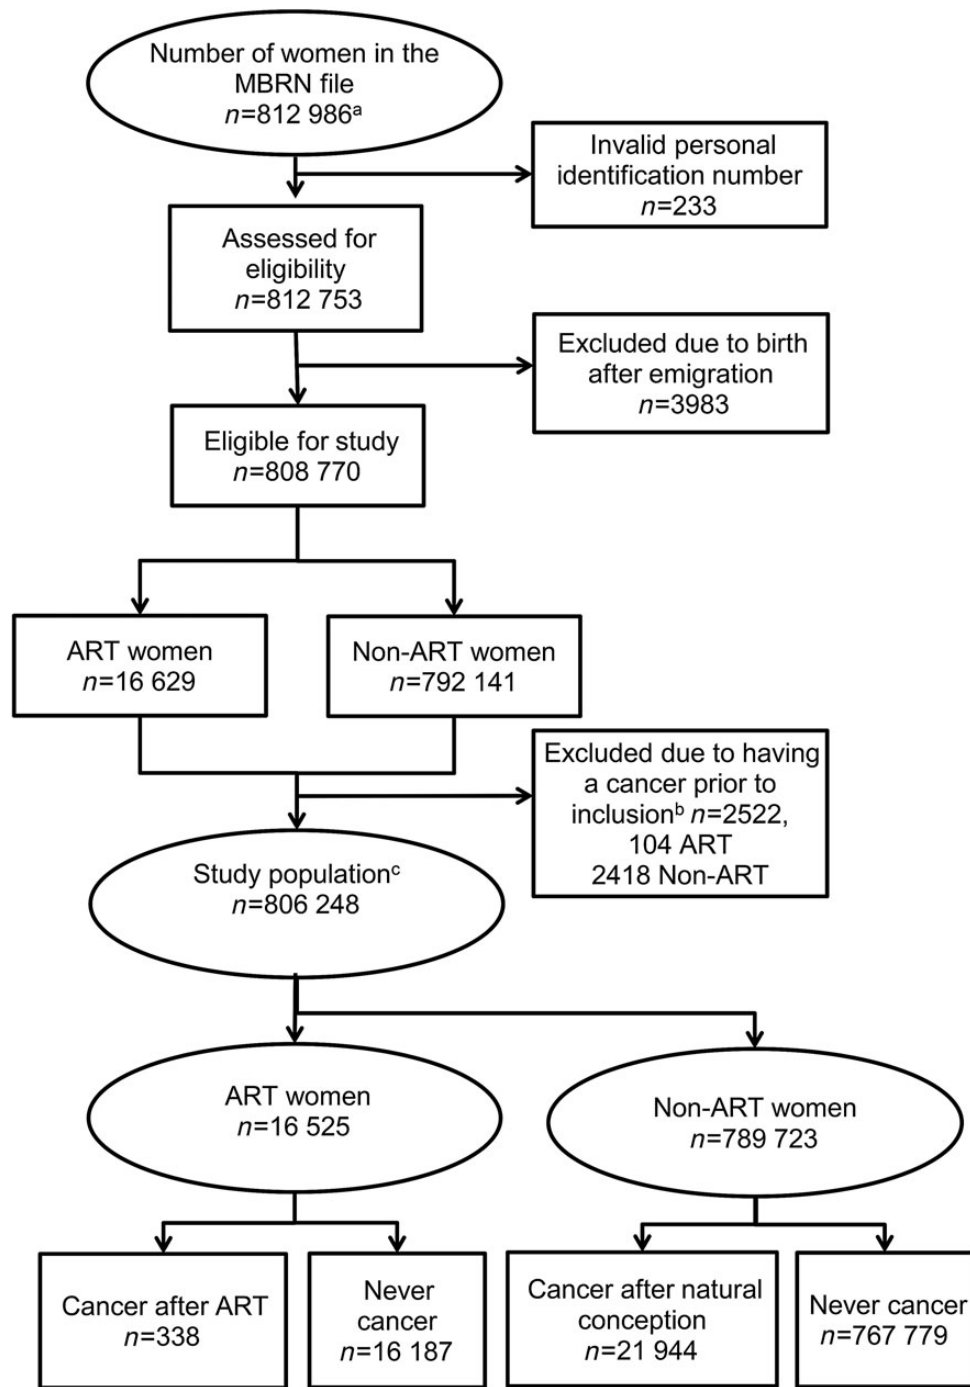 Number of women in the
MBRN file
n=812 986ᵃ
Invalid personal
identification number
n=233
Assessed for
eligibility
n=812 753
Excluded due to birth
after emigration
n=3983
Eligible for study
n=808 770
ART women
n=16 629
Non-ART women
n=792 141
Excluded due to having
a cancer prior to
inclusionᵇ n=2522,
104 ART
2418 Non-ART
Study populationᶜ
n=806 248
ART women
n=16 525
Non-ART women
n=789 723
Cancer after ART
n=338
Never
cancer
n=16 187
Cancer after natural
conception
n=21 944
Never cancer
n=767 779